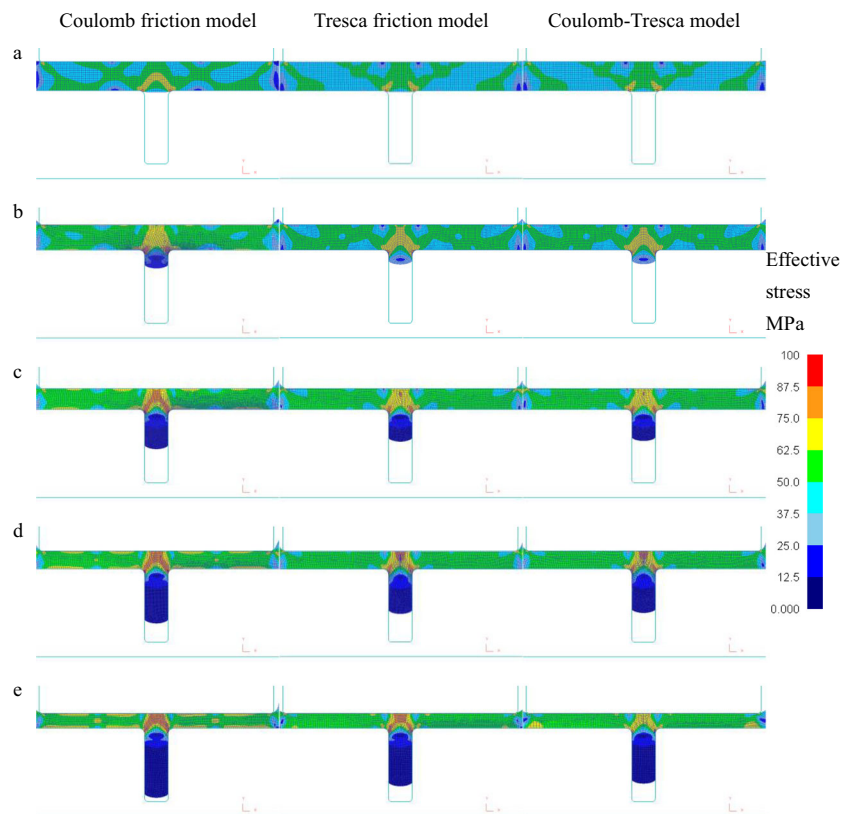 Coulomb friction model Tresca friction model Coulomb-Tresca model
a
b
Effective
stress
MPa
c
100
87.5
75.0
62.5
50.0
37.5
25.0
12.5
0.000
d
e